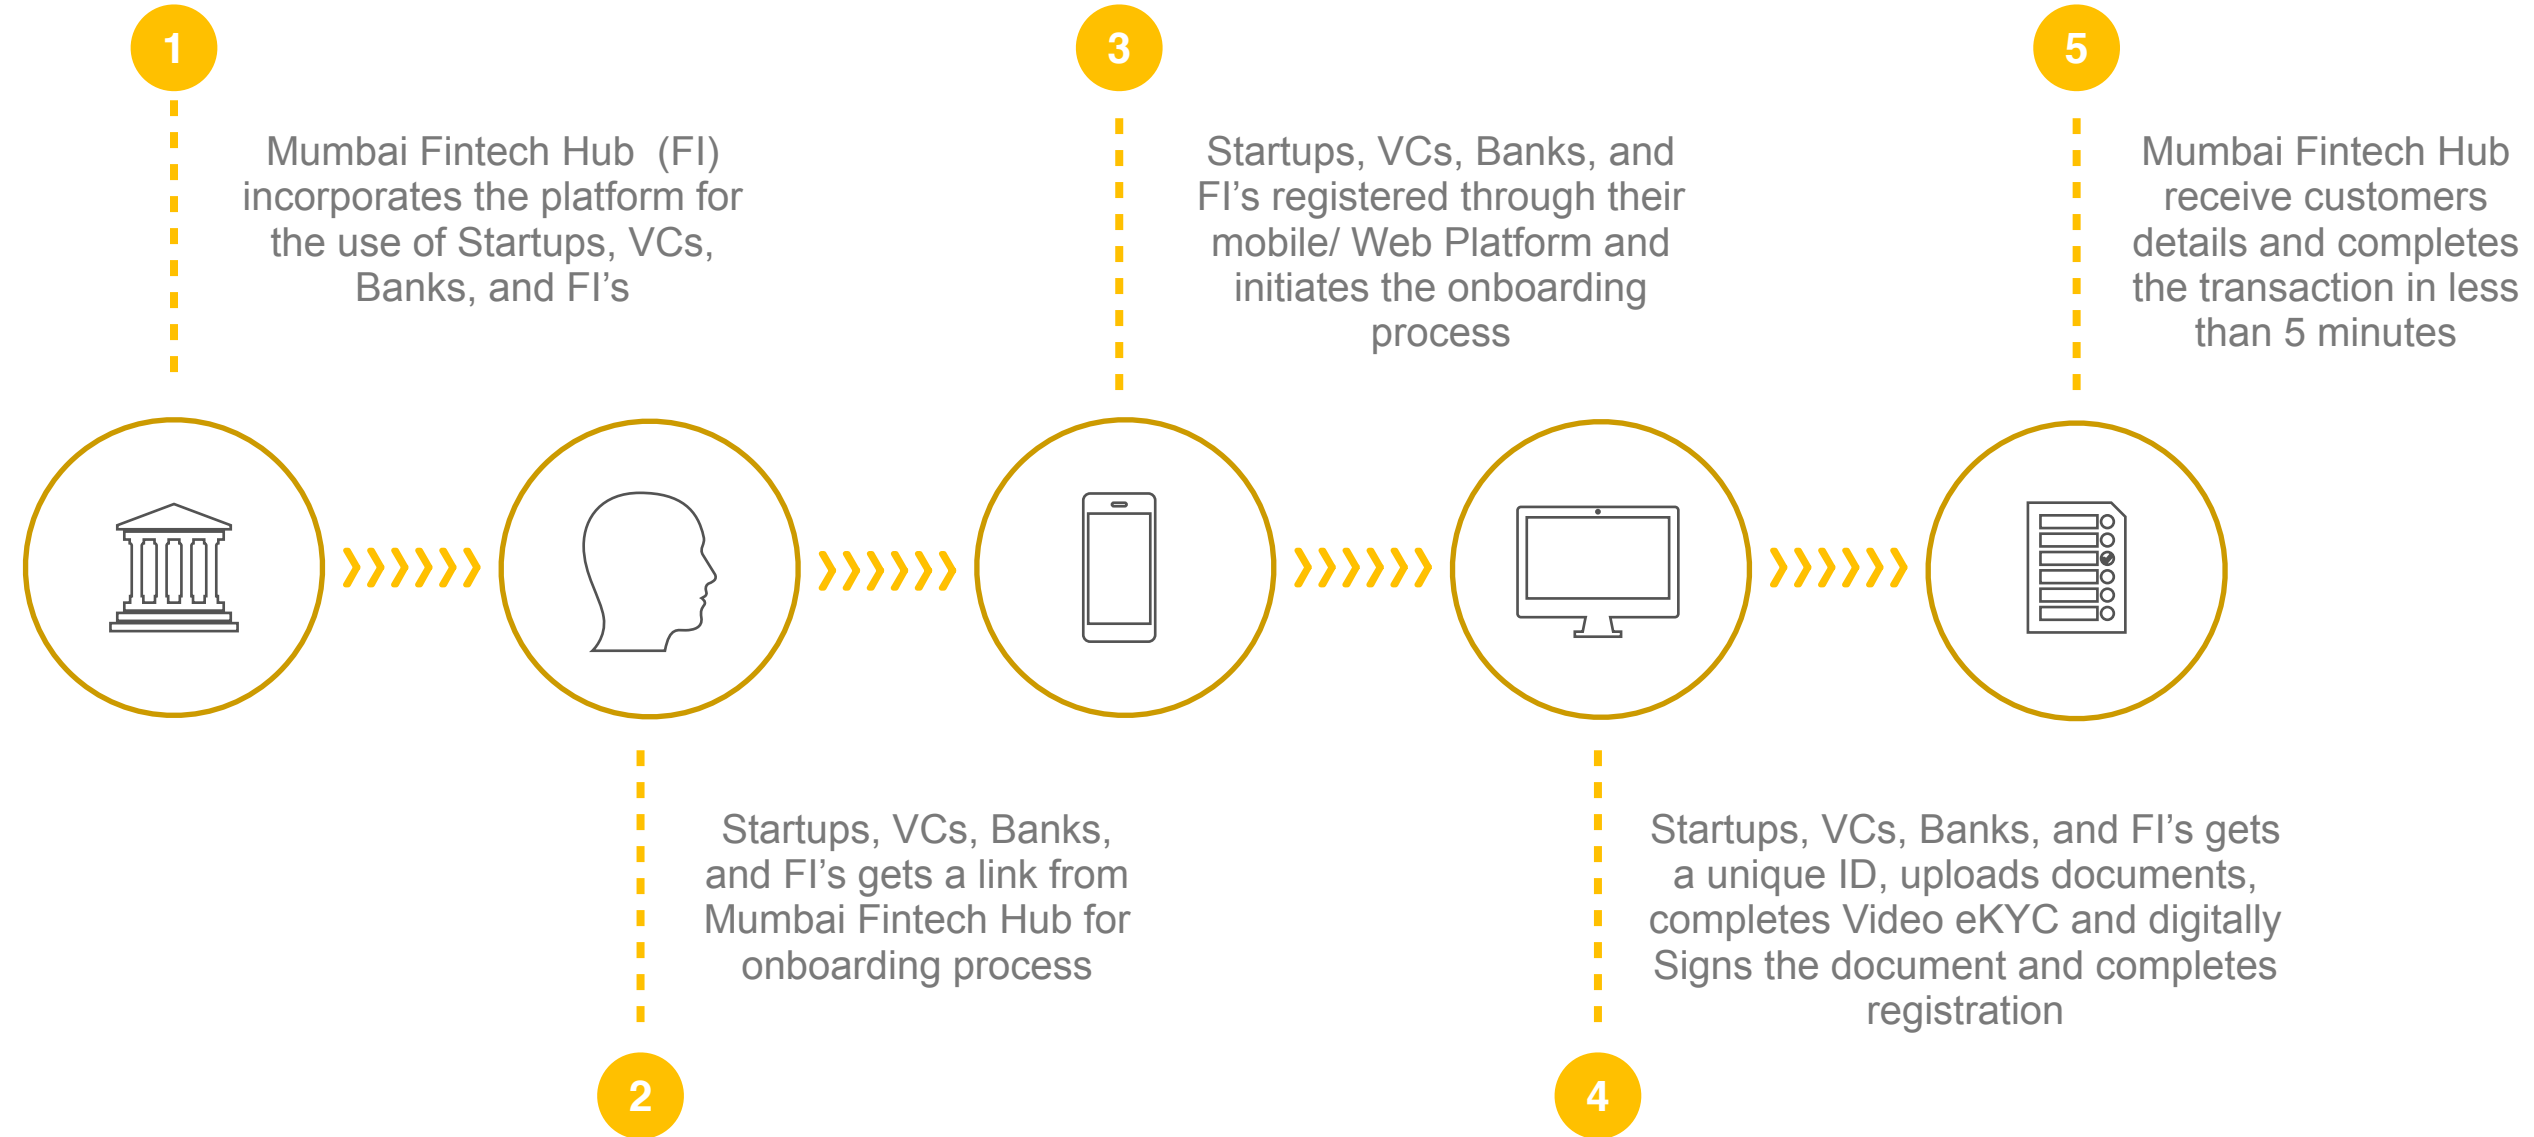 1
Mumbai Fintech Hub  (FI)
incorporates the platform for
the use of Startups, VCs,
Banks, and FI’s
2
Startups, VCs, Banks,
and FI’s gets a link from
Mumbai Fintech Hub for
onboarding process
3
Startups, VCs, Banks, and
FI’s registered through their
mobile/ Web Platform and
initiates the onboarding
process
4
Startups, VCs, Banks, and FI’s gets
a unique ID, uploads documents,
completes Video eKYC and digitally
Signs the document and completes
registration
5
Mumbai Fintech Hub
receive customers
details and completes
the transaction in less
than 5 minutes